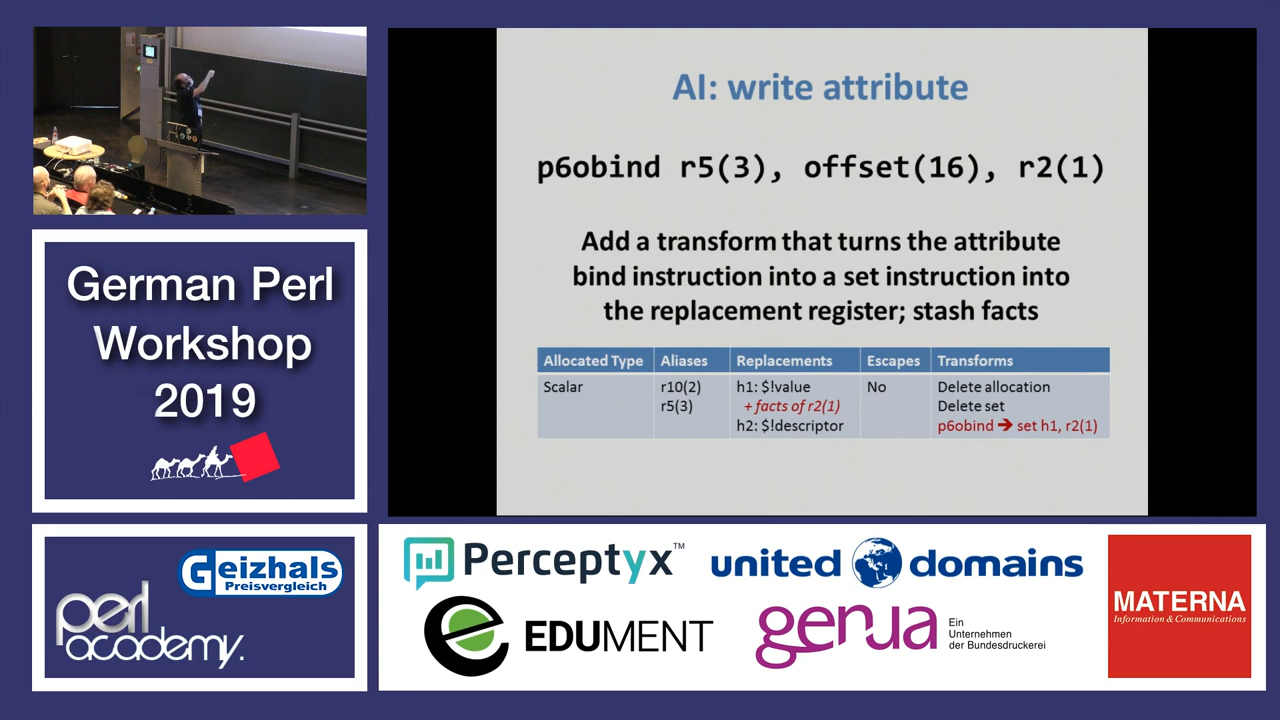 AI: write attribute
p6obind r5(3), offset(16), r2(1)
Add a transform that turns the attribute
bind instruction into a set instruction into
the replacement register; stash facts
Allocated Type Aliases Replacements Escapes Transforms
Scalar r10(2) h1: $!value No Delete allocation
r5(3) + facts of r2(1) Delete set
h2: $!descriptor p6obind ➔ set h1, r2(1)
German Perl
Workshop
2019
Geizhals
Preisvergleich
perl
academy.
Perceptyx™
united domains
EDUMENT
genua
Ein
Unternehmen
der Bundesdruckerei
MATERNA
Information & Communications